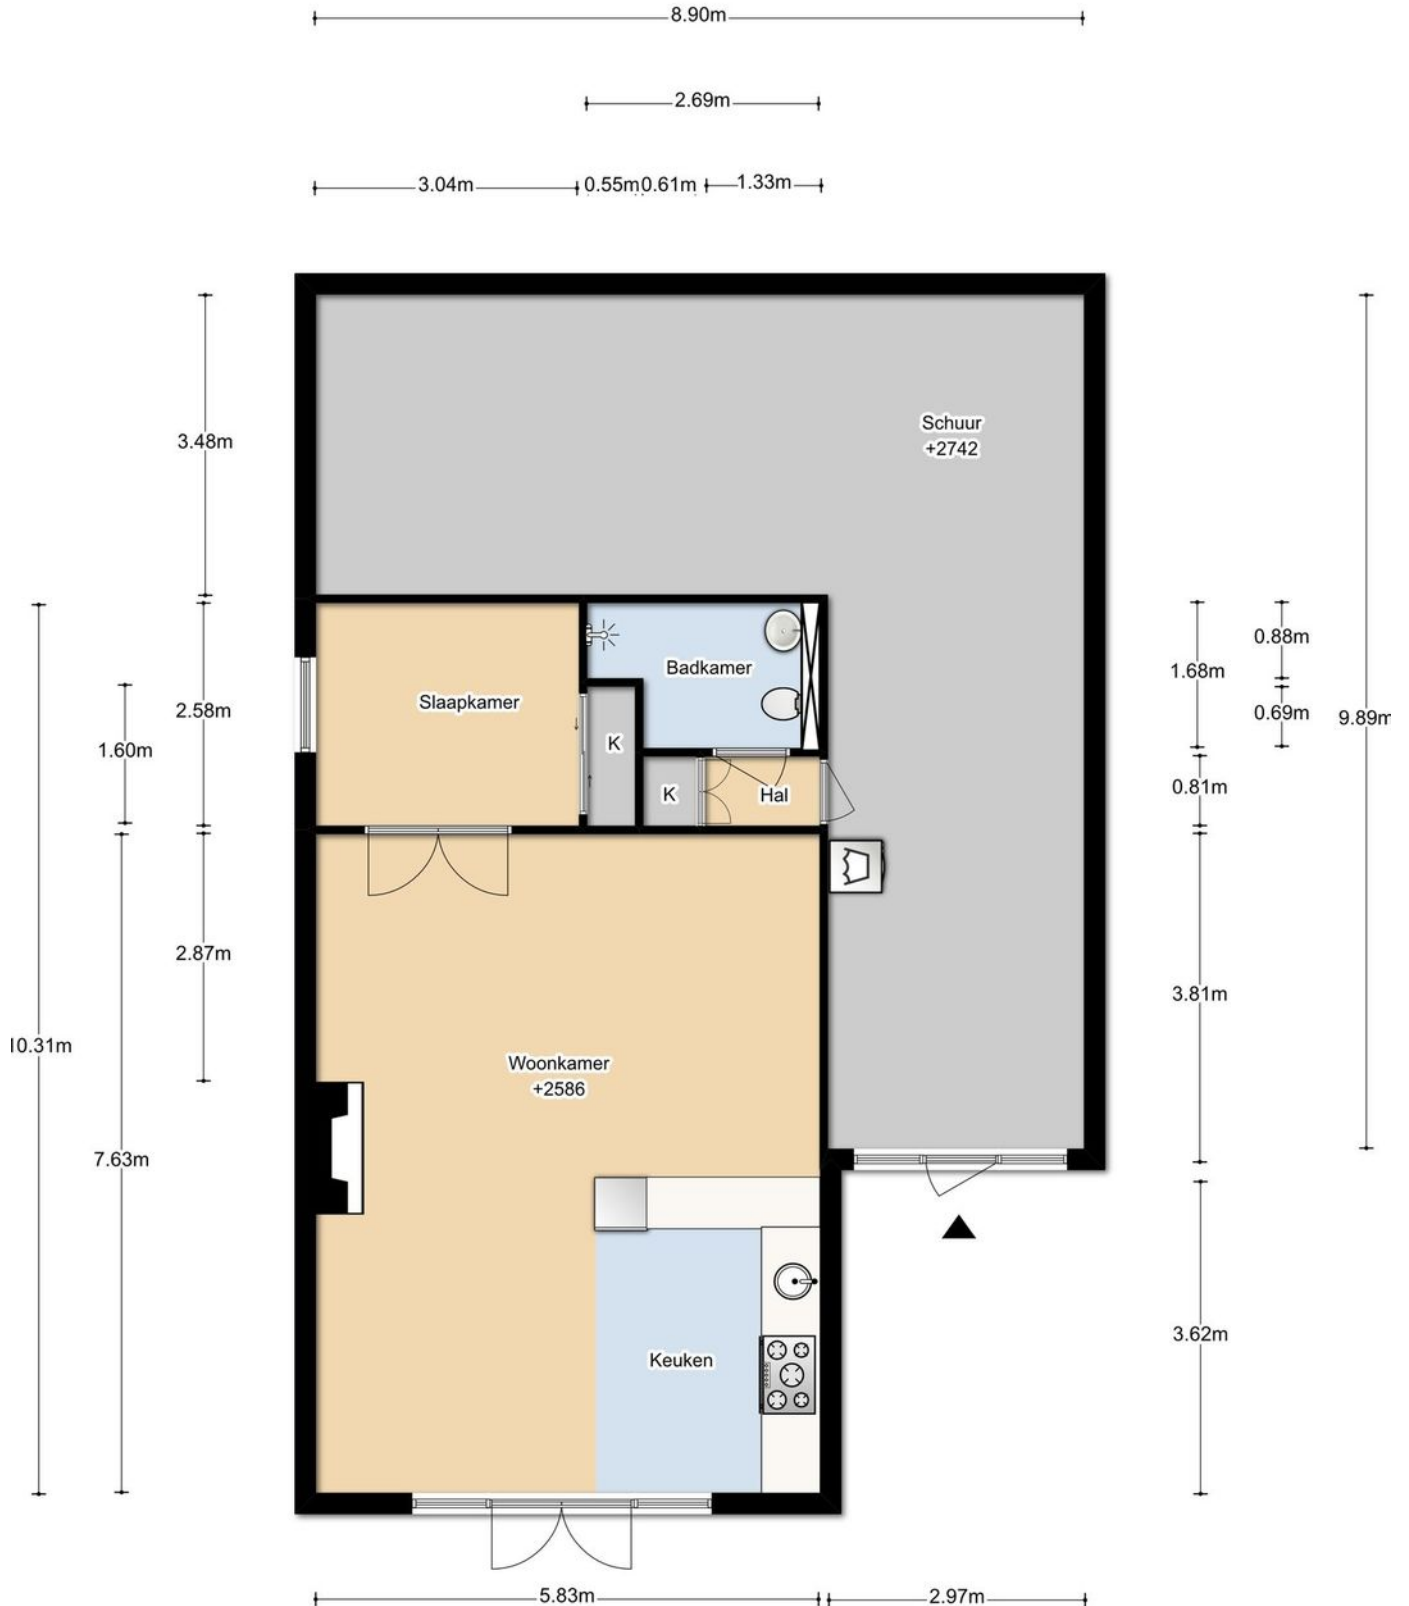 8.90m
2.69m
3.04m
0.55m
0.61m
1.33m
Schuur
+2742
3.48m
0.88m
Badkamer
1.68m
Slaapkamer
2.58m
0.69m
9.89m
K
1.60m
0.81m
K
Hal
2.87m
3.81m
10.31m
Woonkamer
+2586
7.63m
3.62m
Keuken
5.83m
2.97m